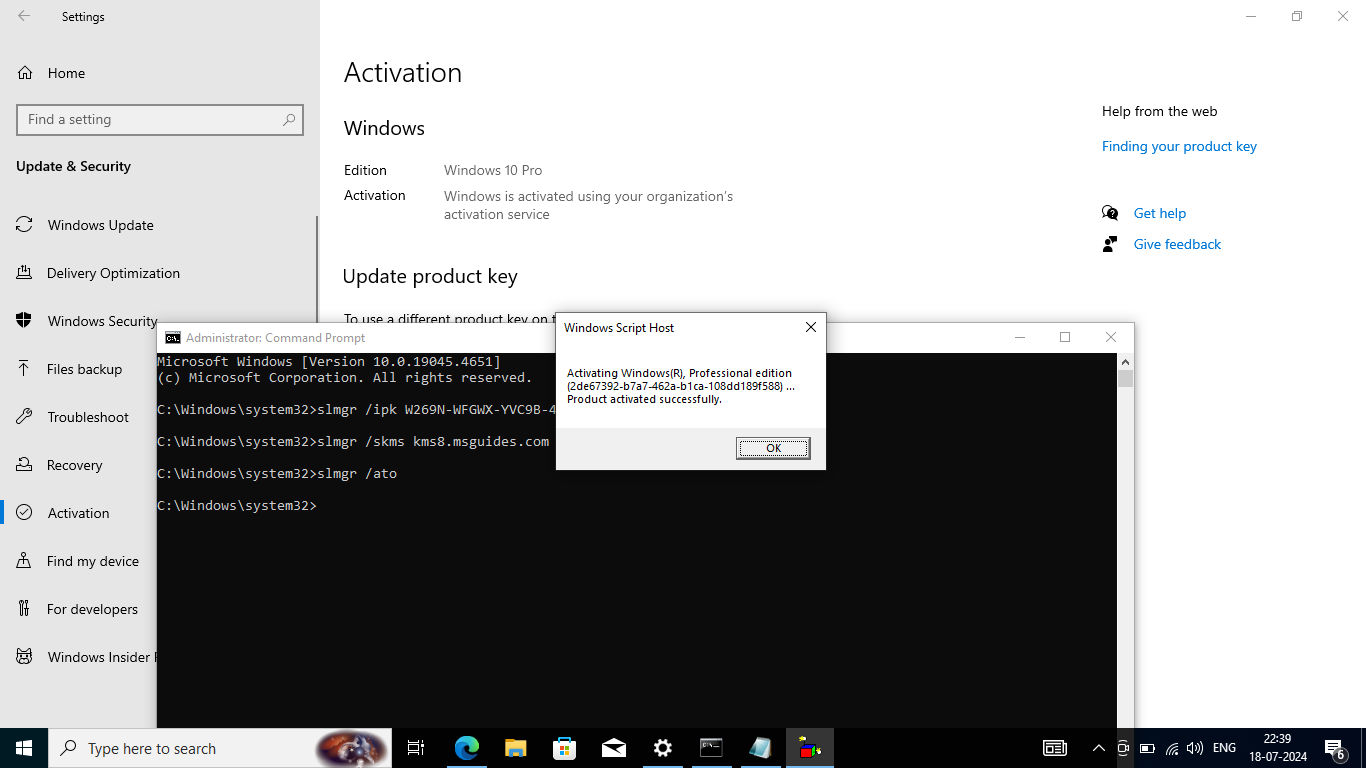 Settings
Home
Find a setting
Update & Security
Windows Update
Delivery Optimization
Windows Security
Files backup
Troubleshoot
Recovery
Activation
Find my device
For developers
Windows Insider
Activation
Windows
Edition Windows 10 Pro
Activation Windows is activated using your organization's
activation service
Update product key
To use a different product key on
Help from the web
Finding your product key
Get help
Give feedback
Administrator: Command Prompt
Microsoft Windows [Version 10.0.19045.4651]
(c) Microsoft Corporation. All rights reserved.
C:\Windows\system32>slmgr /ipk W269N-WFGWX-YVC9B-4
C:\Windows\system32>slmgr /skms kms8.msguides.com
C:\Windows\system32>slmgr /ato
C:\Windows\system32>
Windows Script Host
Activating Windows(R), Professional edition
(2de67392-b7a7-462a-b1ca-108dd189f588) ...
Product activated successfully.
OK
Type here to search
ENG
22:39
18-07-2024
6